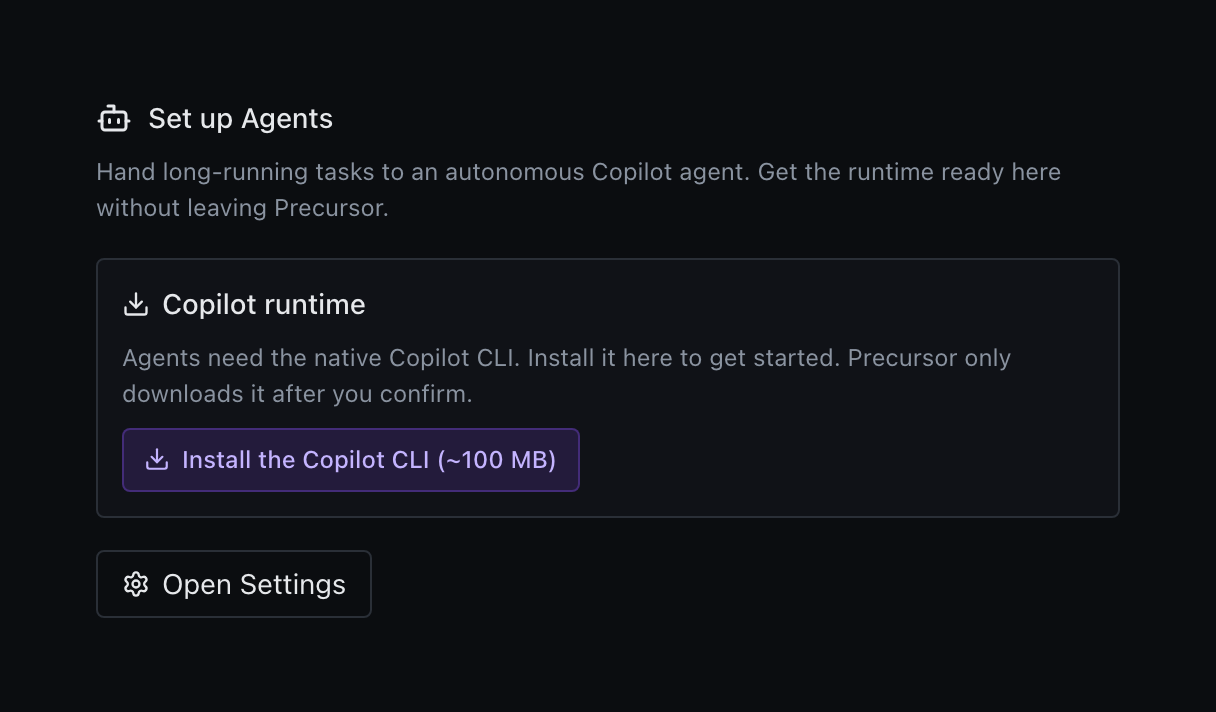 Set up Agents
Hand long-running tasks to an autonomous Copilot agent. Get the runtime ready here
without leaving Precursor.
Copilot runtime
Agents need the native Copilot CLI. Install it here to get started. Precursor only
downloads it after you confirm.
Install the Copilot CLI (~100 MB)
Open Settings